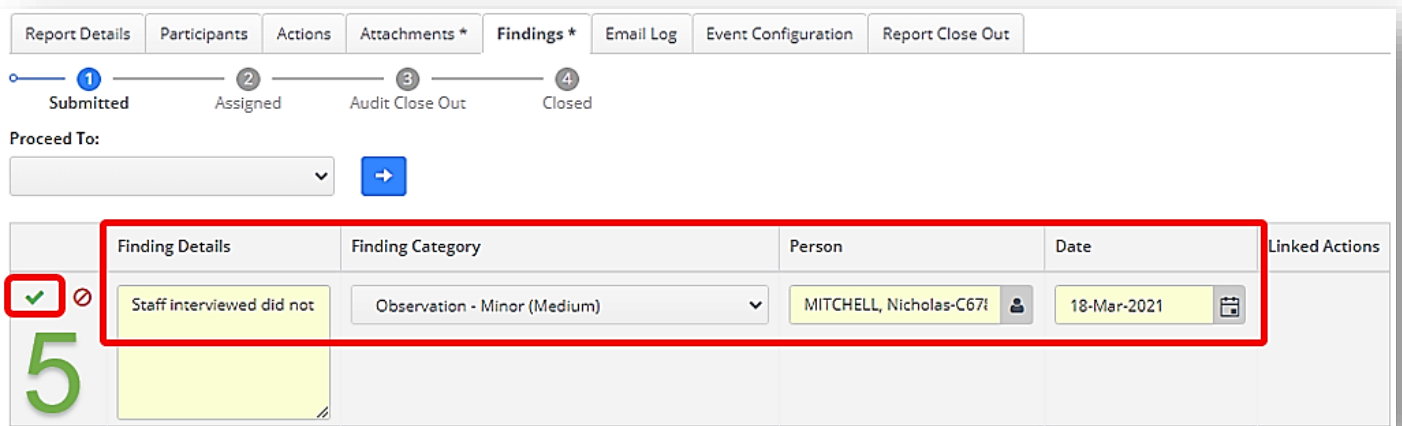 Report Details Participants Actions Attachments * Findings * Email Log Event Configuration Report Close Out
1 2 3 4
Submitted Assigned Audit Close Out Closed
Proceed To:
Finding Details Finding Category Person Date Linked Actions
Staff interviewed did not Observation - Minor (Medium) MITCHELL, Nicholas-C678 18-Mar-2021
5